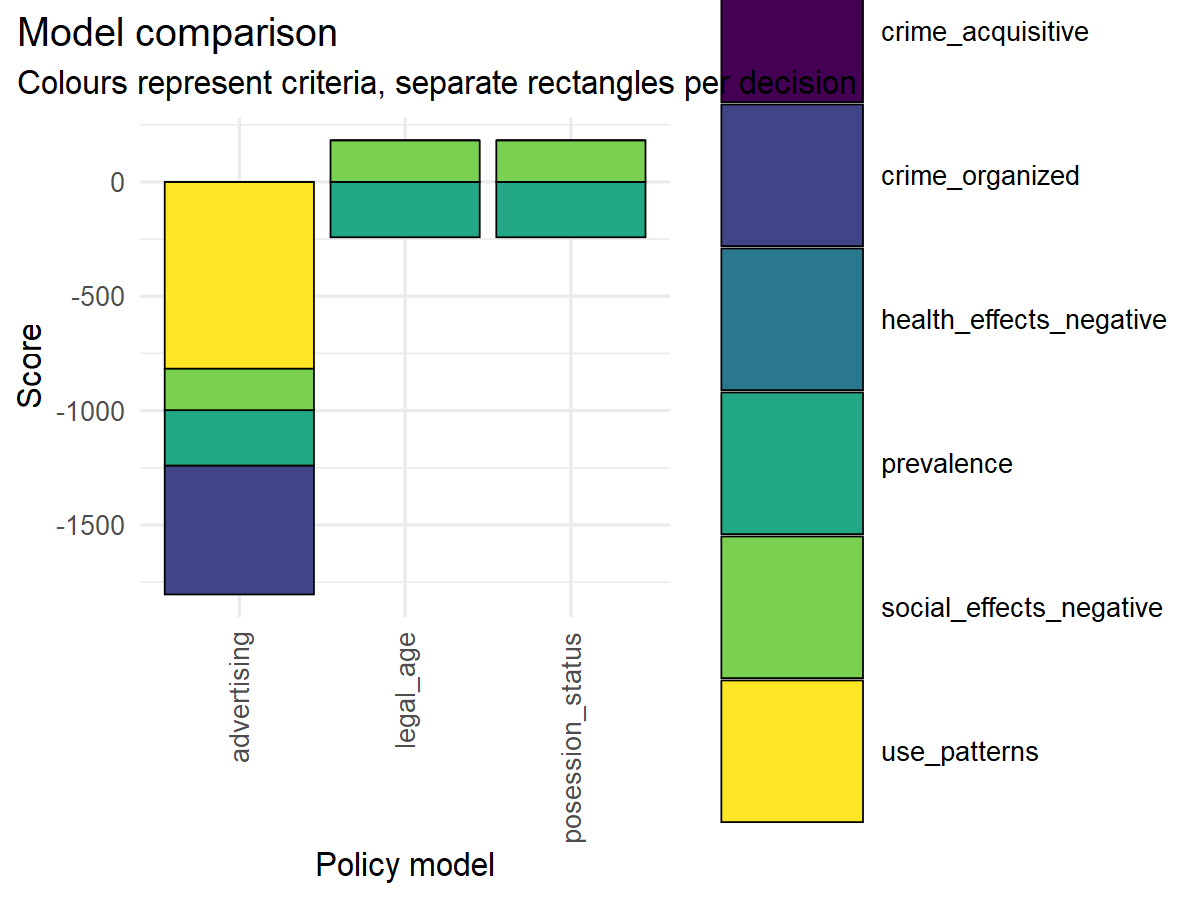 Model comparison
Colours represent criteria, separate rectangles per decision
Score
0
-500
-1000
-1500
advertising
legal_age
posession_status
Policy model
crime_acquisitive
crime_organized
health_effects_negative
prevalence
social_effects_negative
use_patterns